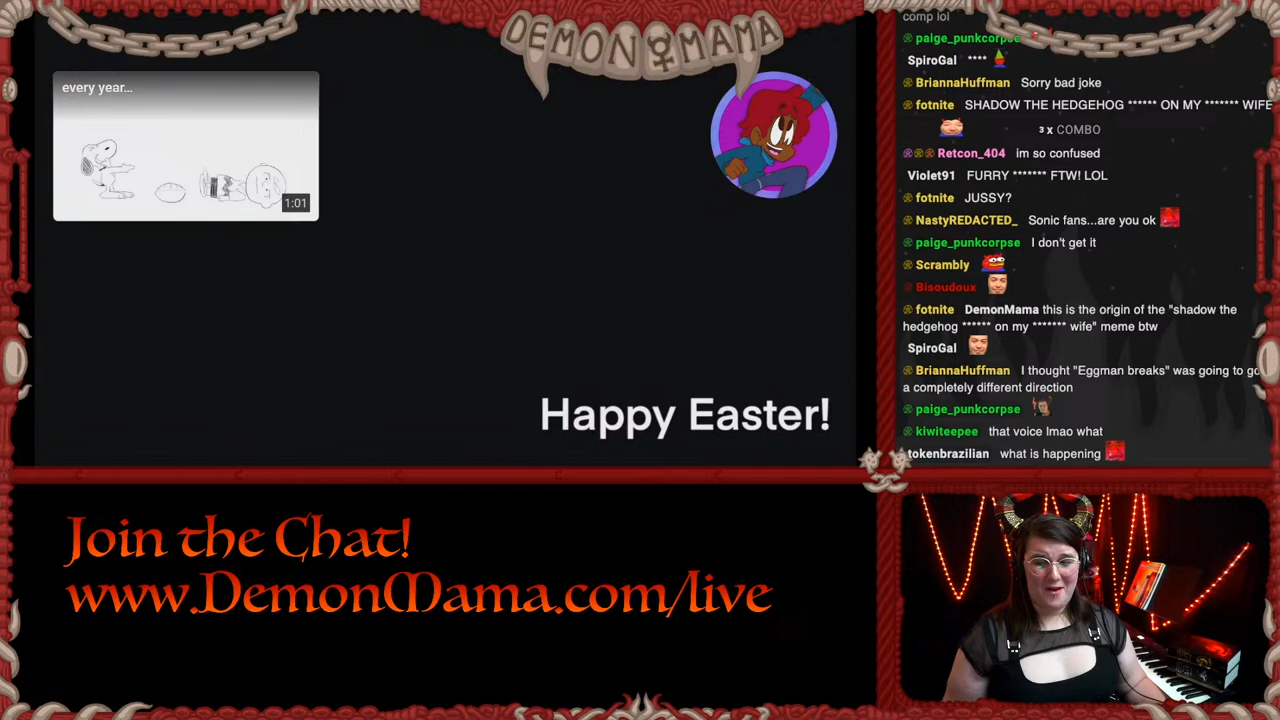 DEMON MAMA
every year...
1:01
Happy Easter!
comp lol
paige_punkcorpse
SpiroGal ****
BriannaHuffman Sorry bad joke
fotnite SHADOW THE HEDGEHOG ****** ON MY ******* WIFE
3 x COMBO
Retcon_404 im so confused
Violet91 FURRY ******* FTW! LOL
fotnite JUSSY?
NastyREDACTED_ Sonic fans...are you ok
paige_punkcorpse I don't get it
Scrambly
Bisoudoux
fotnite DemonMama this is the origin of the "shadow the
hedgehog ****** on my ******* wife" meme btw
SpiroGal
BriannaHuffman I thought "Eggman breaks" was going to go
a completely different direction
paige_punkcorpse
kiwiteepee that voice lmao what
tokenbrazilian what is happening
Join the Chat!
www.DemonMama.com/live